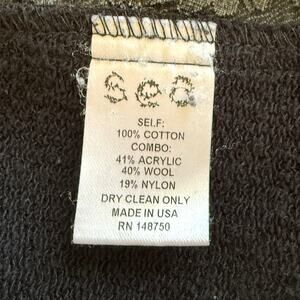 Sea
SELF:
100% COTTON
COMBO:
41% ACRYLIC
40% WOOL
19% NYLON
DRY CLEAN ONLY
MADE IN USA
RN 148750